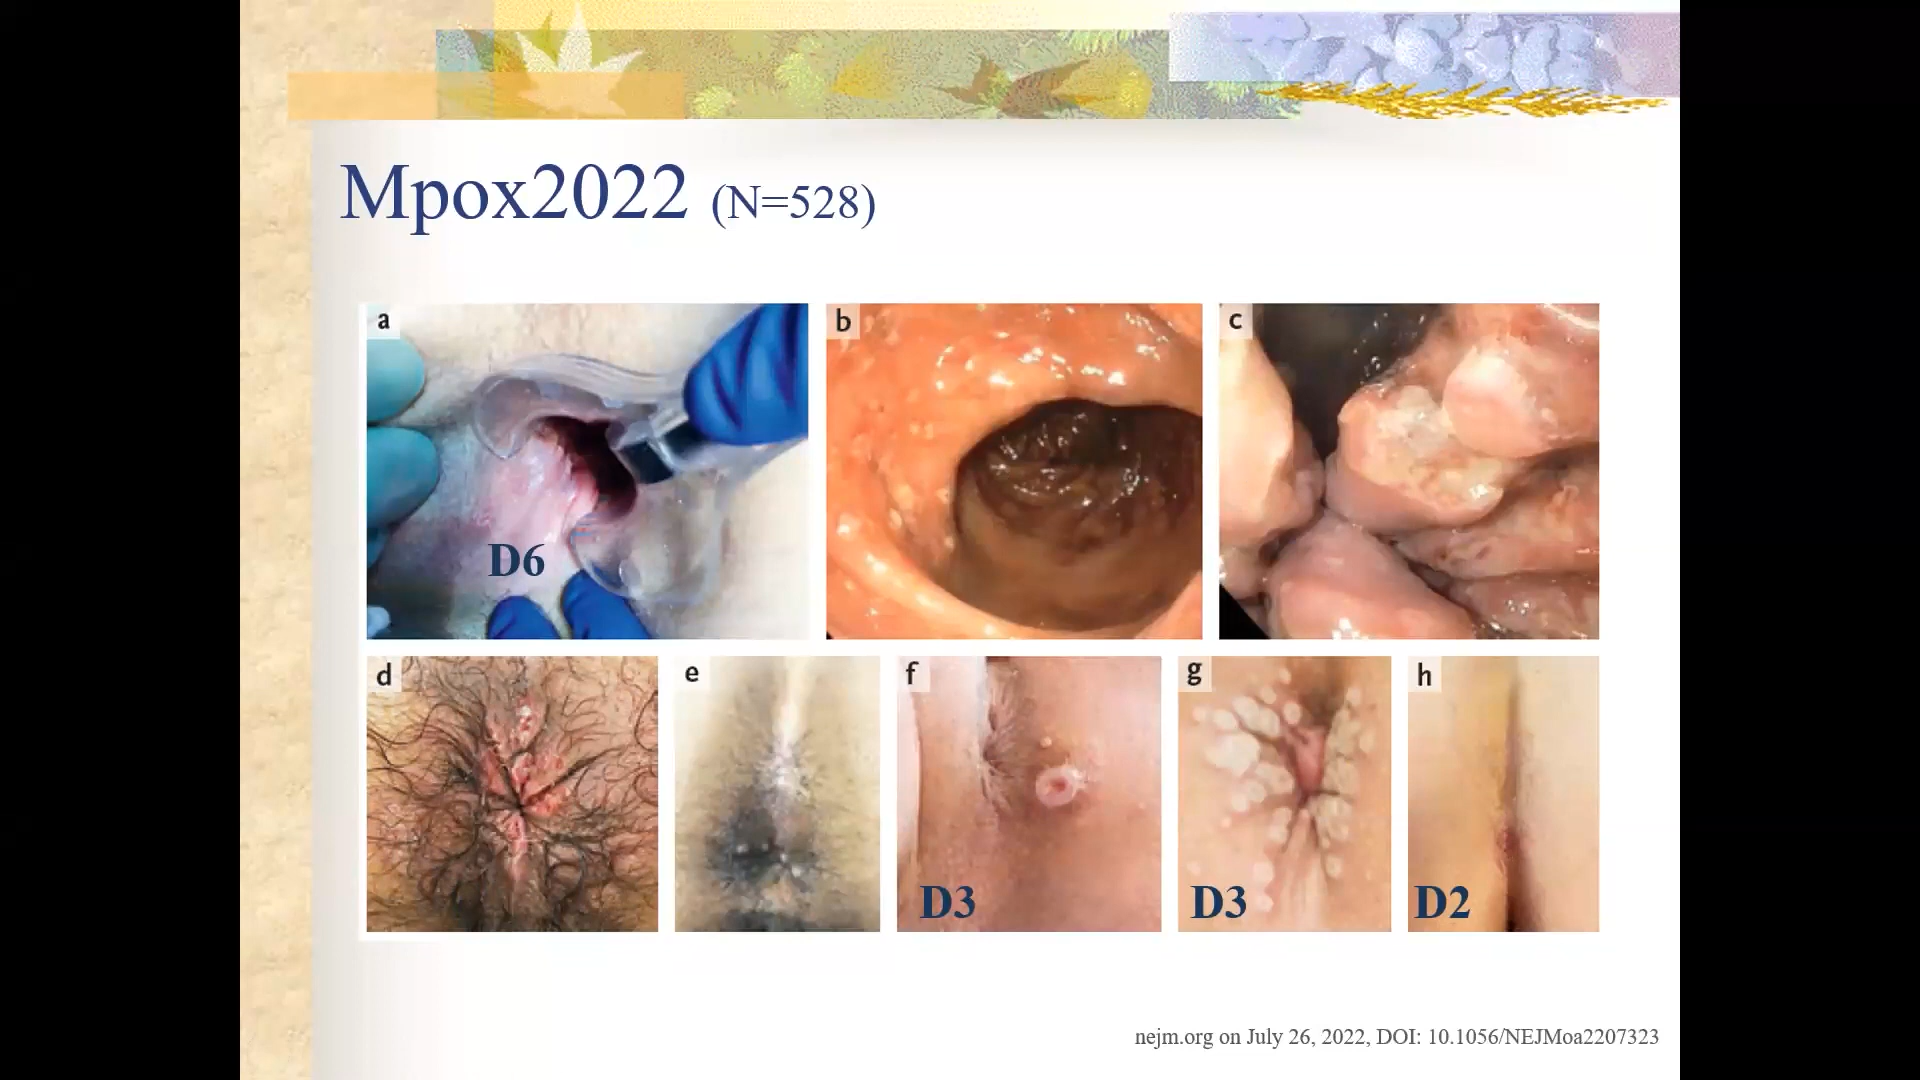 Mpox2022 (N=528)
a
b
c
D6
d
e
f
g
h
D3
D3
D2
nejm.org on July 26, 2022, DOI: 10.1056/NEJMoa2207323